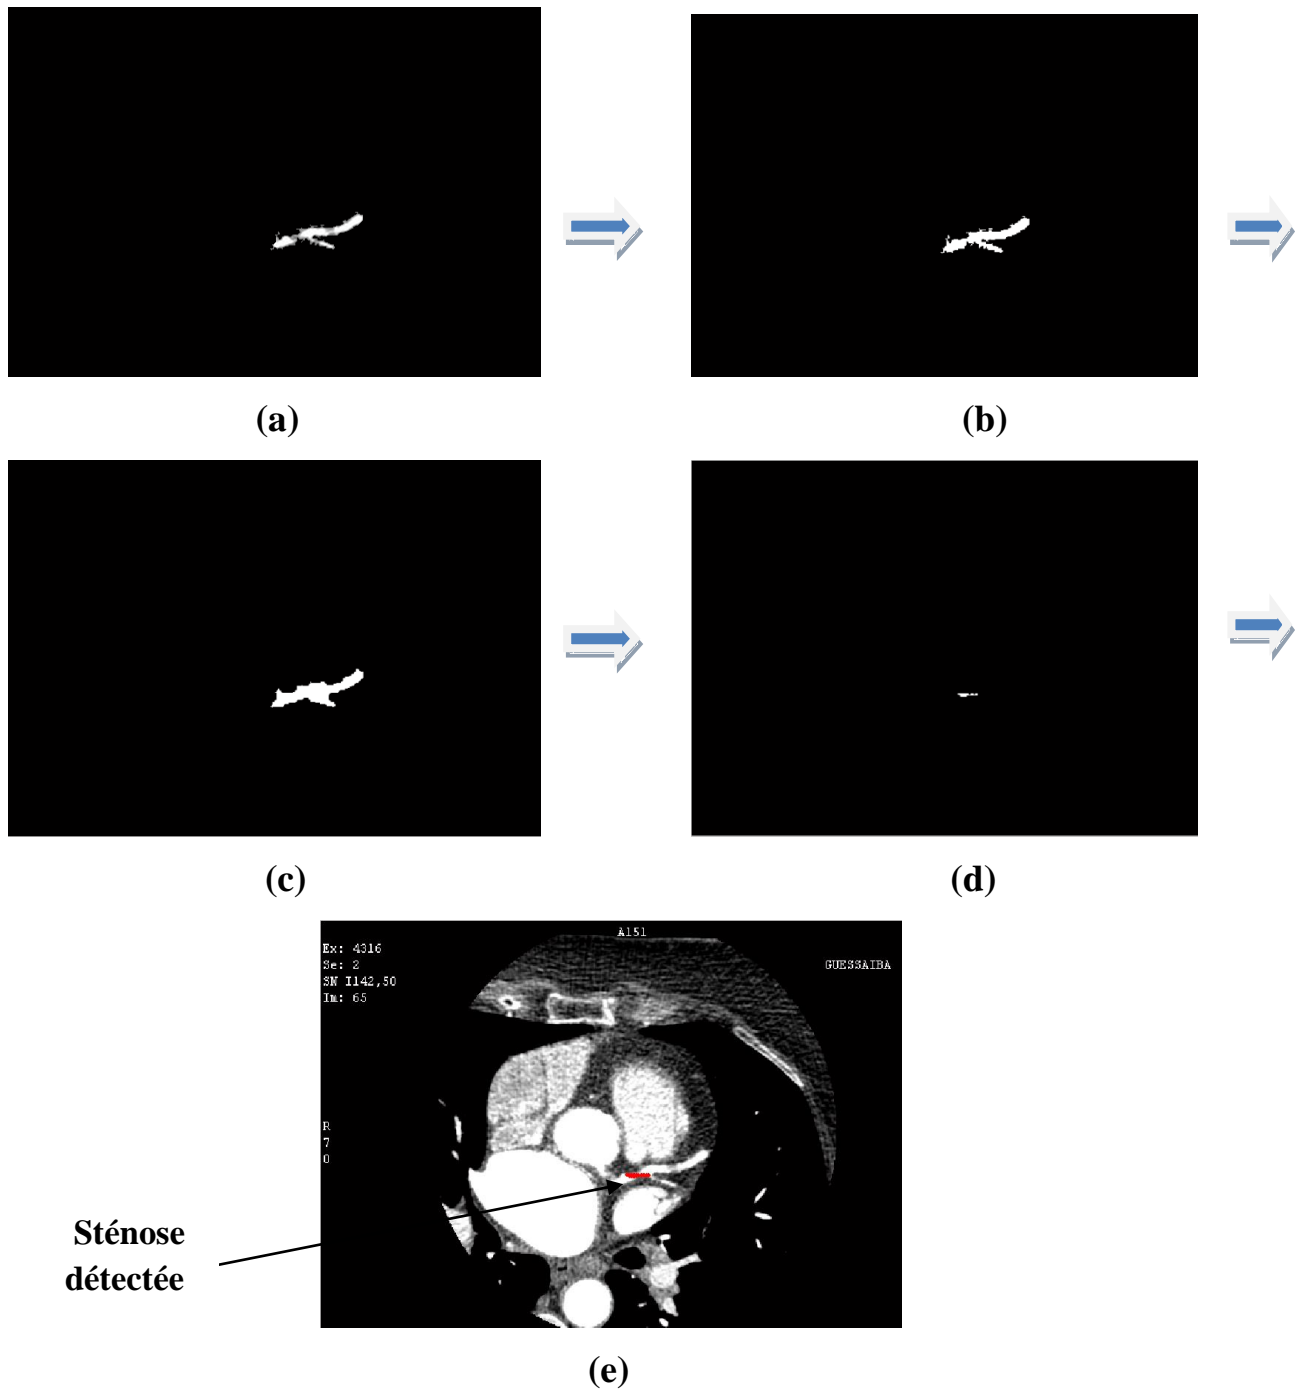 (a)
(b)
(c)
(d)
A151
Ex: 4316
Se: 2
SN I142,50
Im: 65
GUESSAIBA
R
7
0
Sténose
détectée
(e)